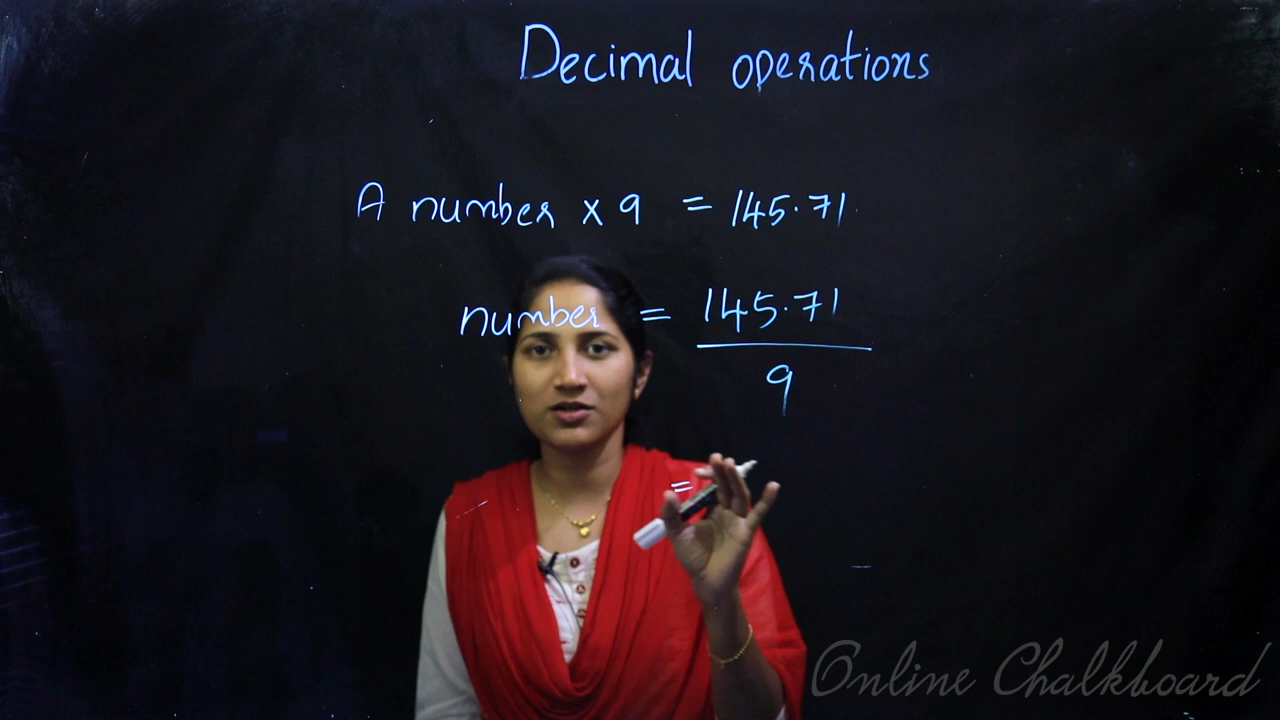 Decimal operations
A number x 9 = 145.71
number = 145.71
9
=
Online Chalkboard